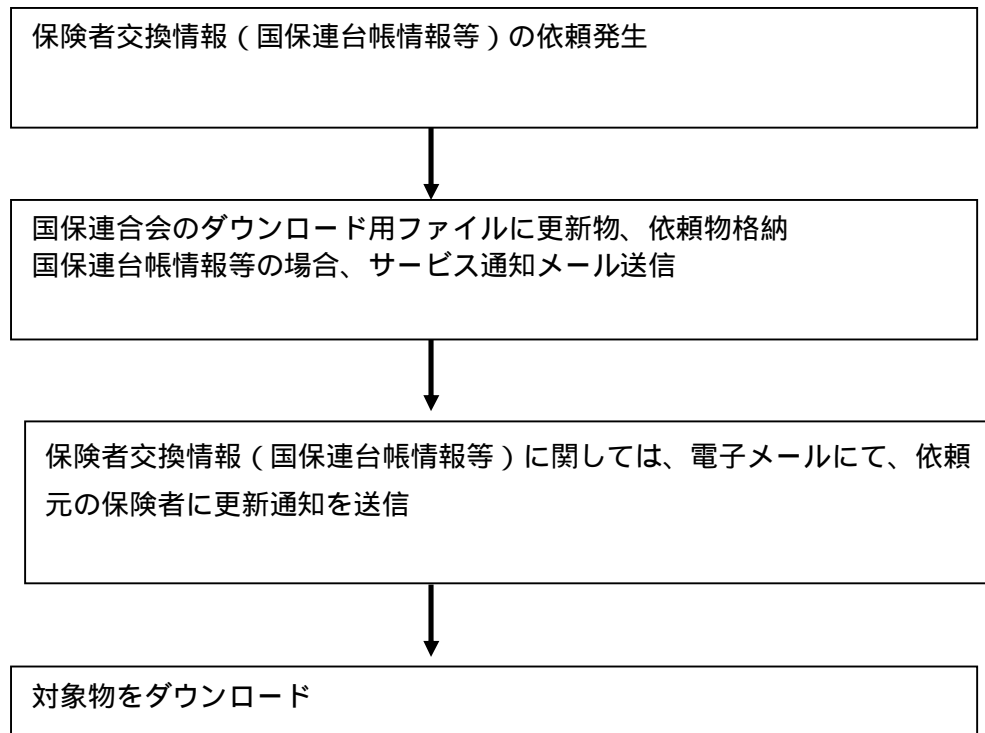 保険者交換情報（国保連台帳情報等）の依頼発生
国保連合会のダウンロード用ファイルに更新物、依頼物格納
国保連台帳情報等の場合、サービス通知メール送信
保険者交換情報（国保連台帳情報等）に関しては、電子メールにて、依頼
元の保険者に更新通知を送信
対象物をダウンロード